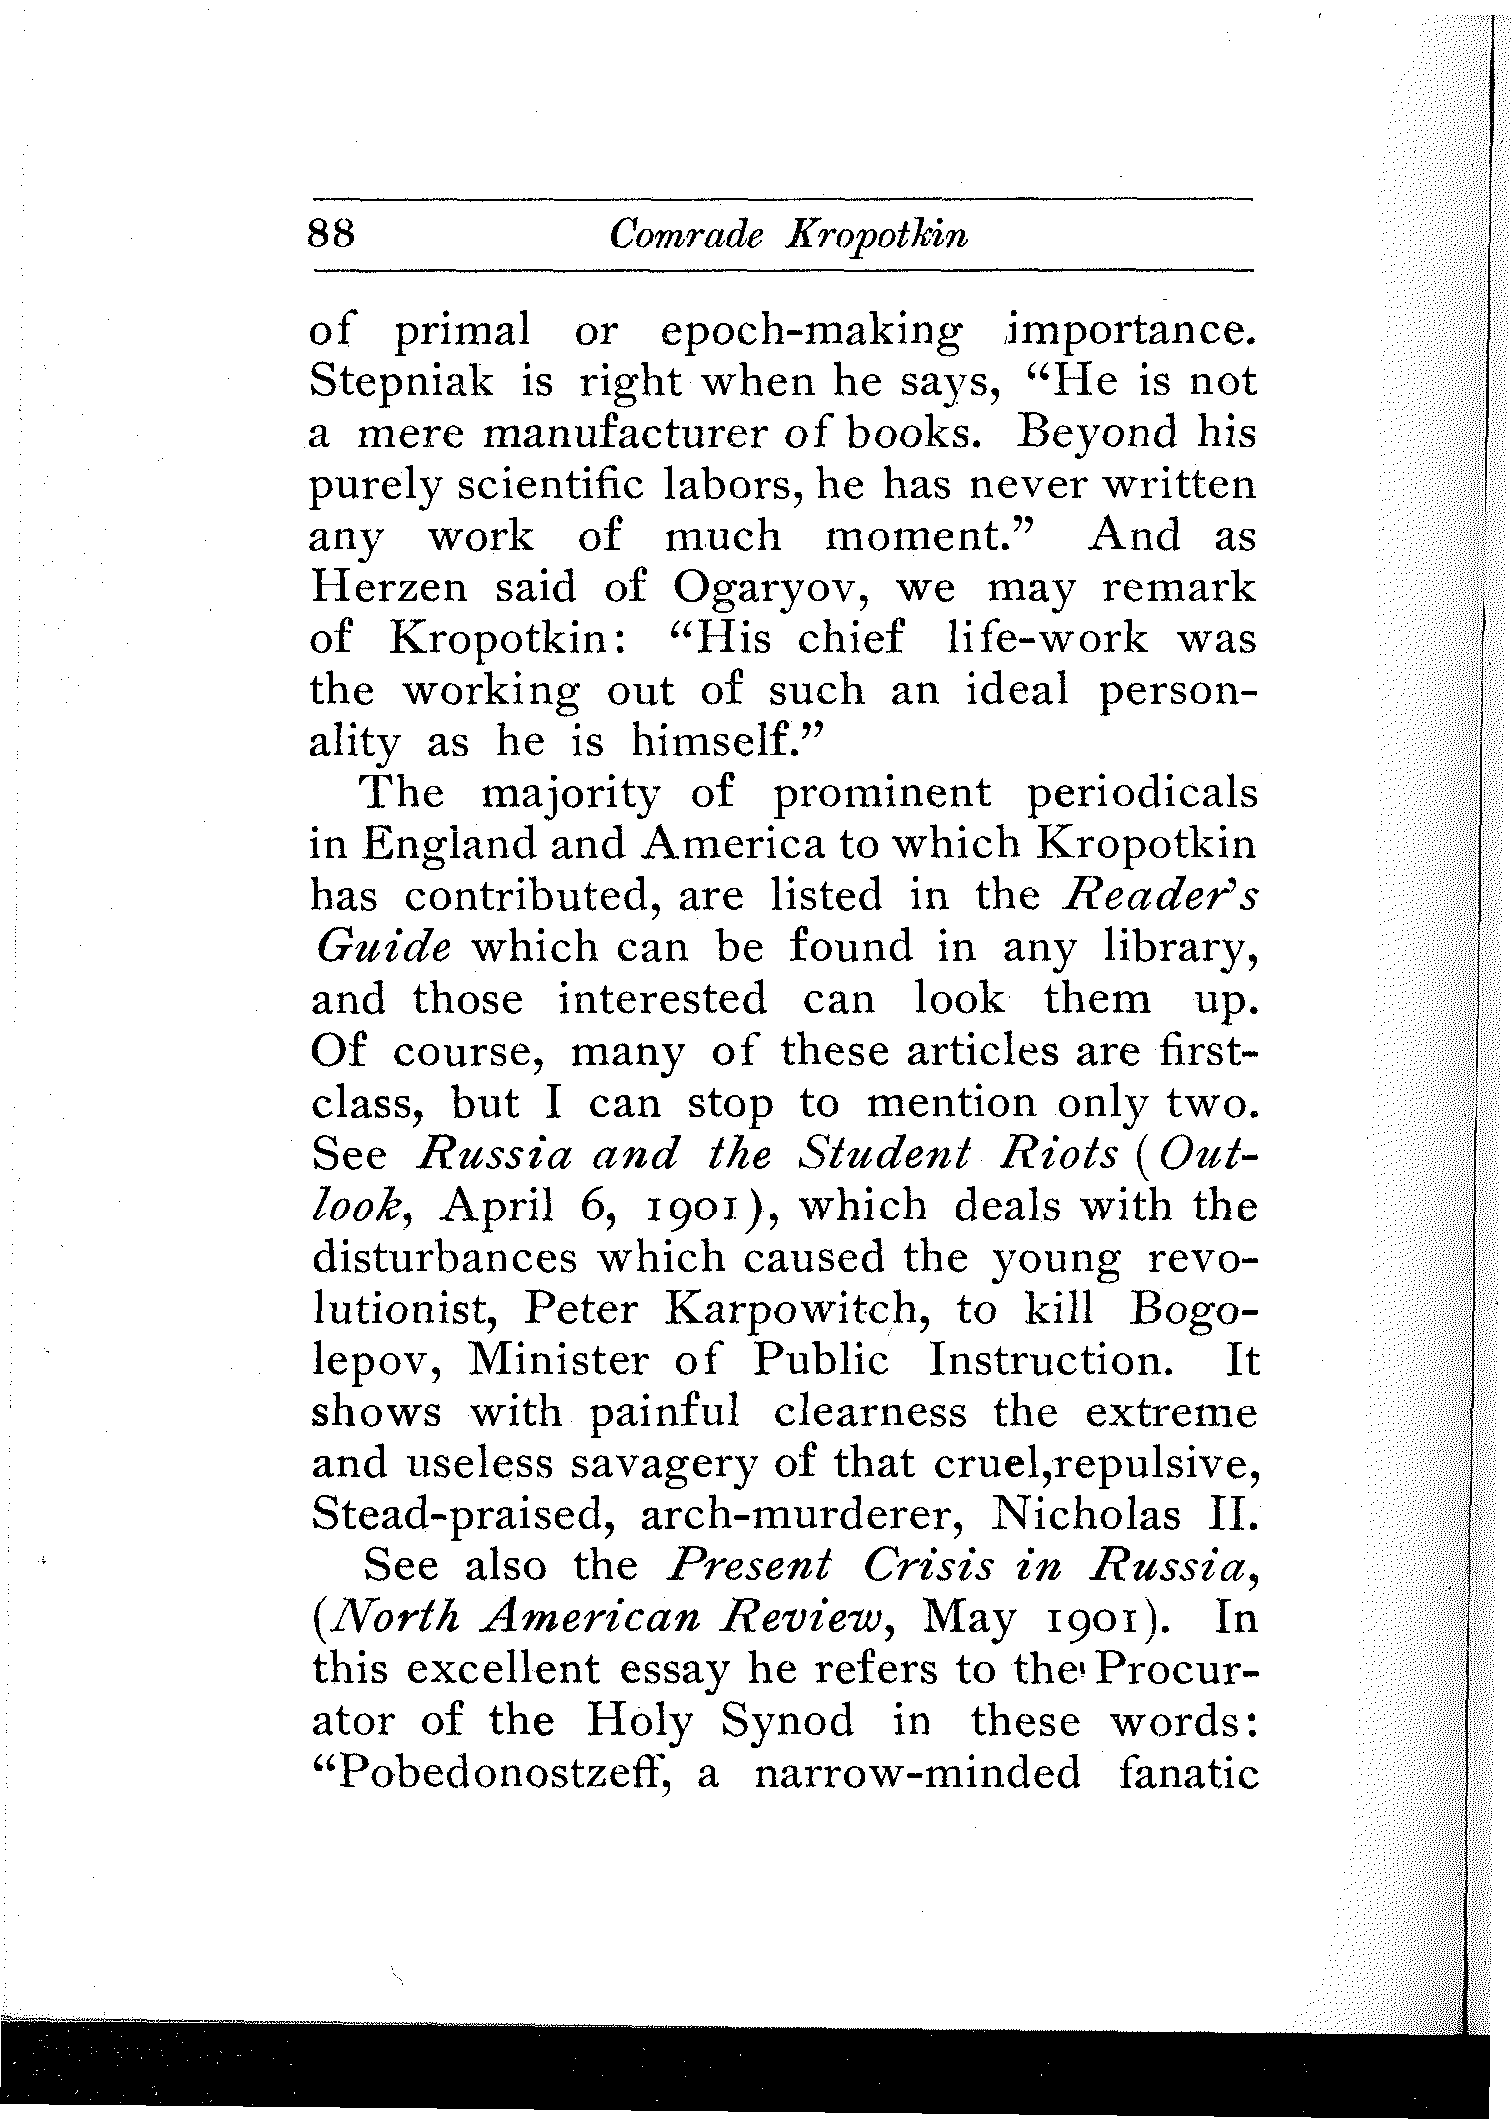 88 Comrade Kropotkin
of primal or epoch-making importance.
Stepniak is right when he says, “He is not
a mere manufacturer of books. Beyond his
purely scientific labors, he has never written
any work of much moment.” And as
Herzen said of Ogaryov, we may remark
of Kropotkin: “His chief life-work was
the working out of such an ideal person-
ality as he is himself.”
The majority of prominent periodicals
in England and America to which Kropotkin
has contributed, are listed in the Reader’s
Guide which can be found in any library,
and those interested can look them up.
Of course, many of these articles are first-
class, but I can stop to mention only two.
See Russia and the Student Riots (Out-
look, April 6, 1901), which deals with the
disturbances which caused the young revo-
lutionist, Peter Karpowitch, to kill Bogo-
lepov, Minister of Public Instruction. It
shows with painful clearness the extreme
and useless savagery of that cruel,repulsive,
Stead-praised, arch-murderer, Nicholas II.
See also the Present Crisis in Russia,
(North American Review, May 1901). In
this excellent essay he refers to the Procur-
ator of the Holy Synod in these words:
“Pobedonostzeff, a narrow-minded fanatic